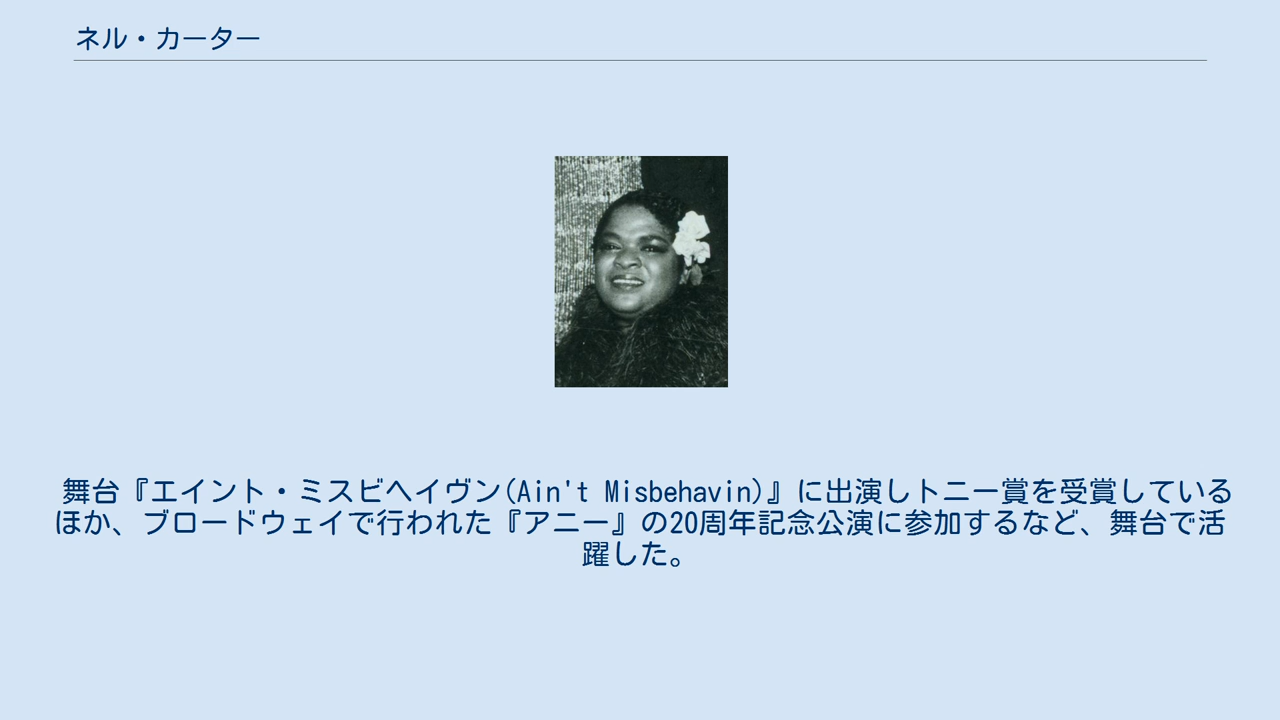 ネル・カーター
舞台『エイント・ミスビヘイヴン(Ain't Misbehavin)』に出演しトニー賞を受賞している
ほか、ブロードウェイで行われた『アニー』の20周年記念公演に参加するなど、舞台で活
躍した。